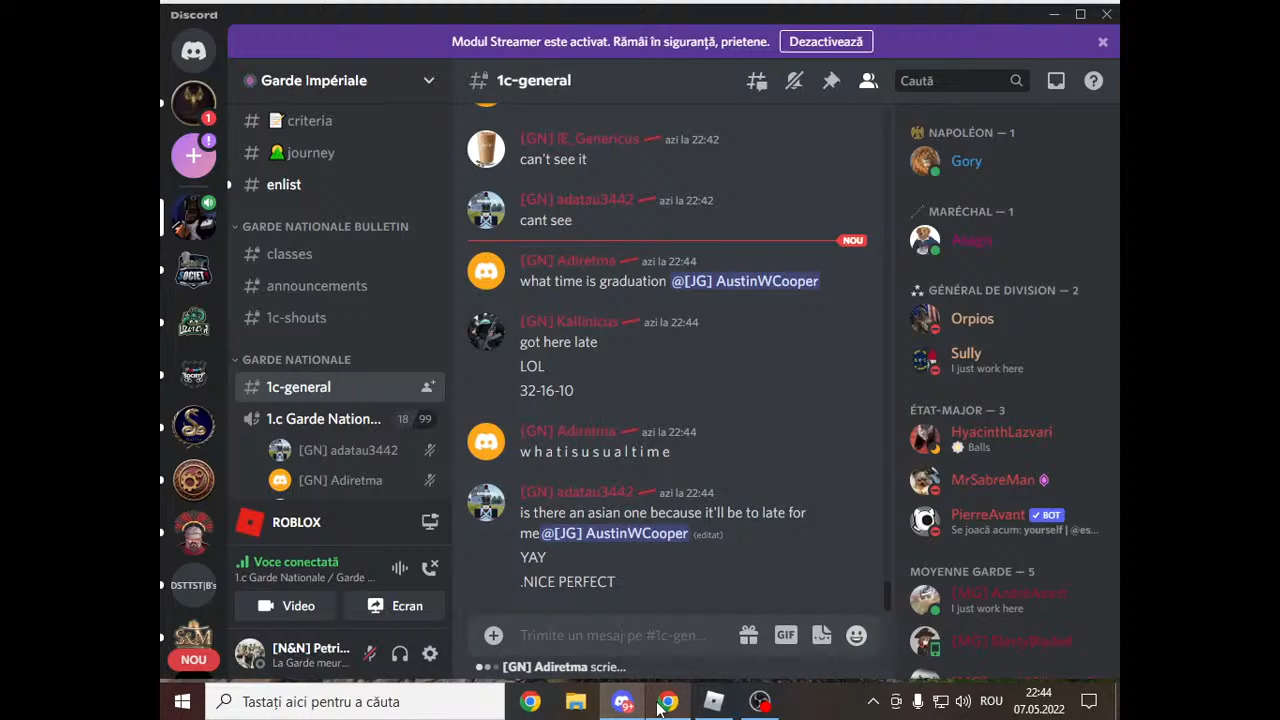 Discord
Modul Streamer este activat. Rămâi în siguranță, prietene.
Dezactivează
Garde Impériale
1c-general
Caută
criteria
journey
enlist
GARDE NATIONALE BULLETIN
classes
announcements
1c-shouts
GARDE NATIONALE
1c-general
1.c Garde Nation...
18 99
[GN] adatau3442
[GN] Adiretma
ROBLOX
Voce conectată
1.c Garde Nationale / Garde ...
Video
Ecran
[N&N] Petri...
La Garde meur...
1
DSTTST|B's
NOU
[GN] IE_Genericus azi la 22:42
can't see it
[GN] adatau3442 azi la 22:42
cant see
NOU
[GN] Adiretma azi la 22:44
what time is graduation @[JG] AustinWCooper
[GN] Kallinicus azi la 22:44
got here late
LOL
32-16-10
[GN] Adiretma azi la 22:44
w h a t i s u s u a l t i m e
[GN] adatau3442 azi la 22:44
is there an asian one because it'll be to late for
me@[JG] AustinWCooper (editat)
YAY
.NICE PERFECT
Trimite un mesaj pe #1c-gen...
GIF
[GN] Adiretma scrie...
NAPOLÉON — 1
Gory
MARÉCHAL — 1
GÉNÉRAL DE DIVISION — 2
Orpios
Sully
I just work here
ÉTAT-MAJOR — 3
HyacinthLazvari
Balls
MrSabreMan
PierreAvant BOT
Se joacă acum: yourself | @es...
MOYENNE GARDE — 5
I just work here
Tastați aici pentru a căuta
9+
ROU
22:44
07.05.2022